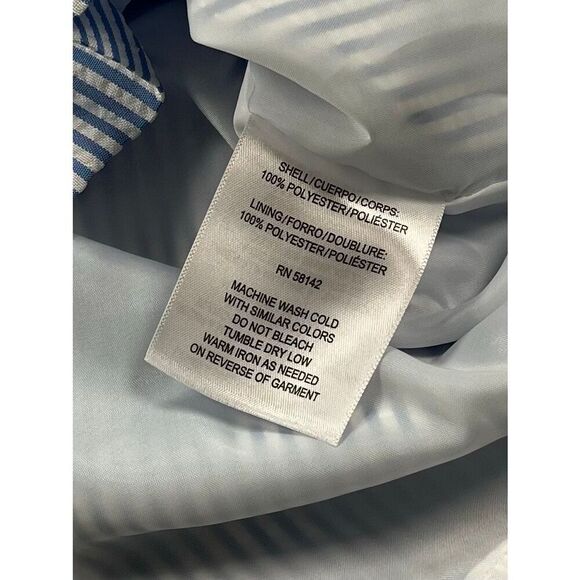 SHELL/CUERPO/CORPS:
100% POLYESTER/POLIÉSTER
LINING/FORRO/DOUBLURE:
100% POLYESTER/POLIÉSTER
RN 58142
MACHINE WASH COLD
WITH SIMILAR COLORS
DO NOT BLEACH
TUMBLE DRY LOW
WARM IRON AS NEEDED
ON REVERSE OF GARMENT